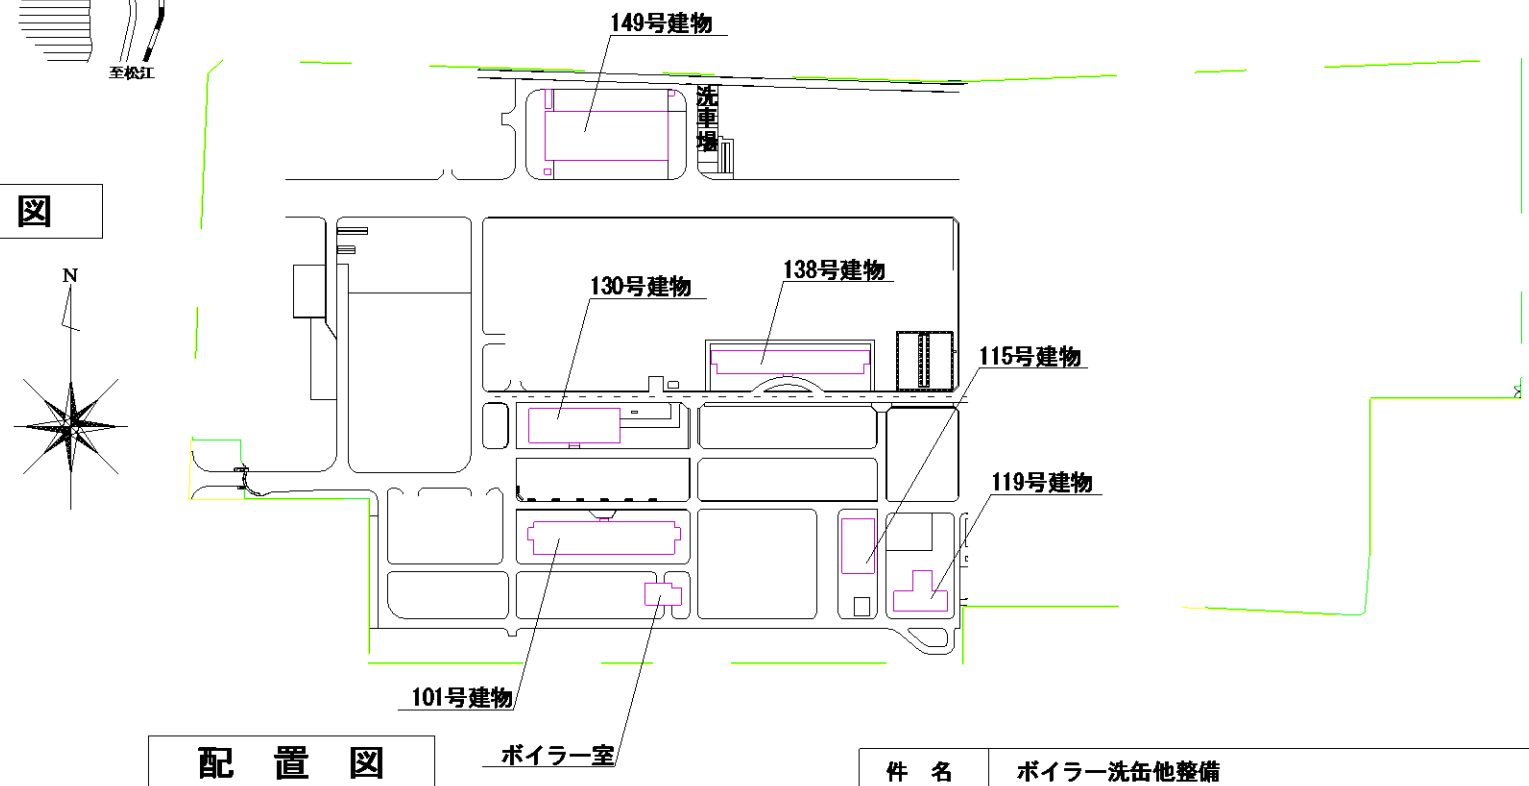 149号建物
至松江
洗車場
図
N
138号建物
130号建物
115号建物
119号建物
101号建物
ボイラー室
配置図
件名 ボイラー洗缶他整備